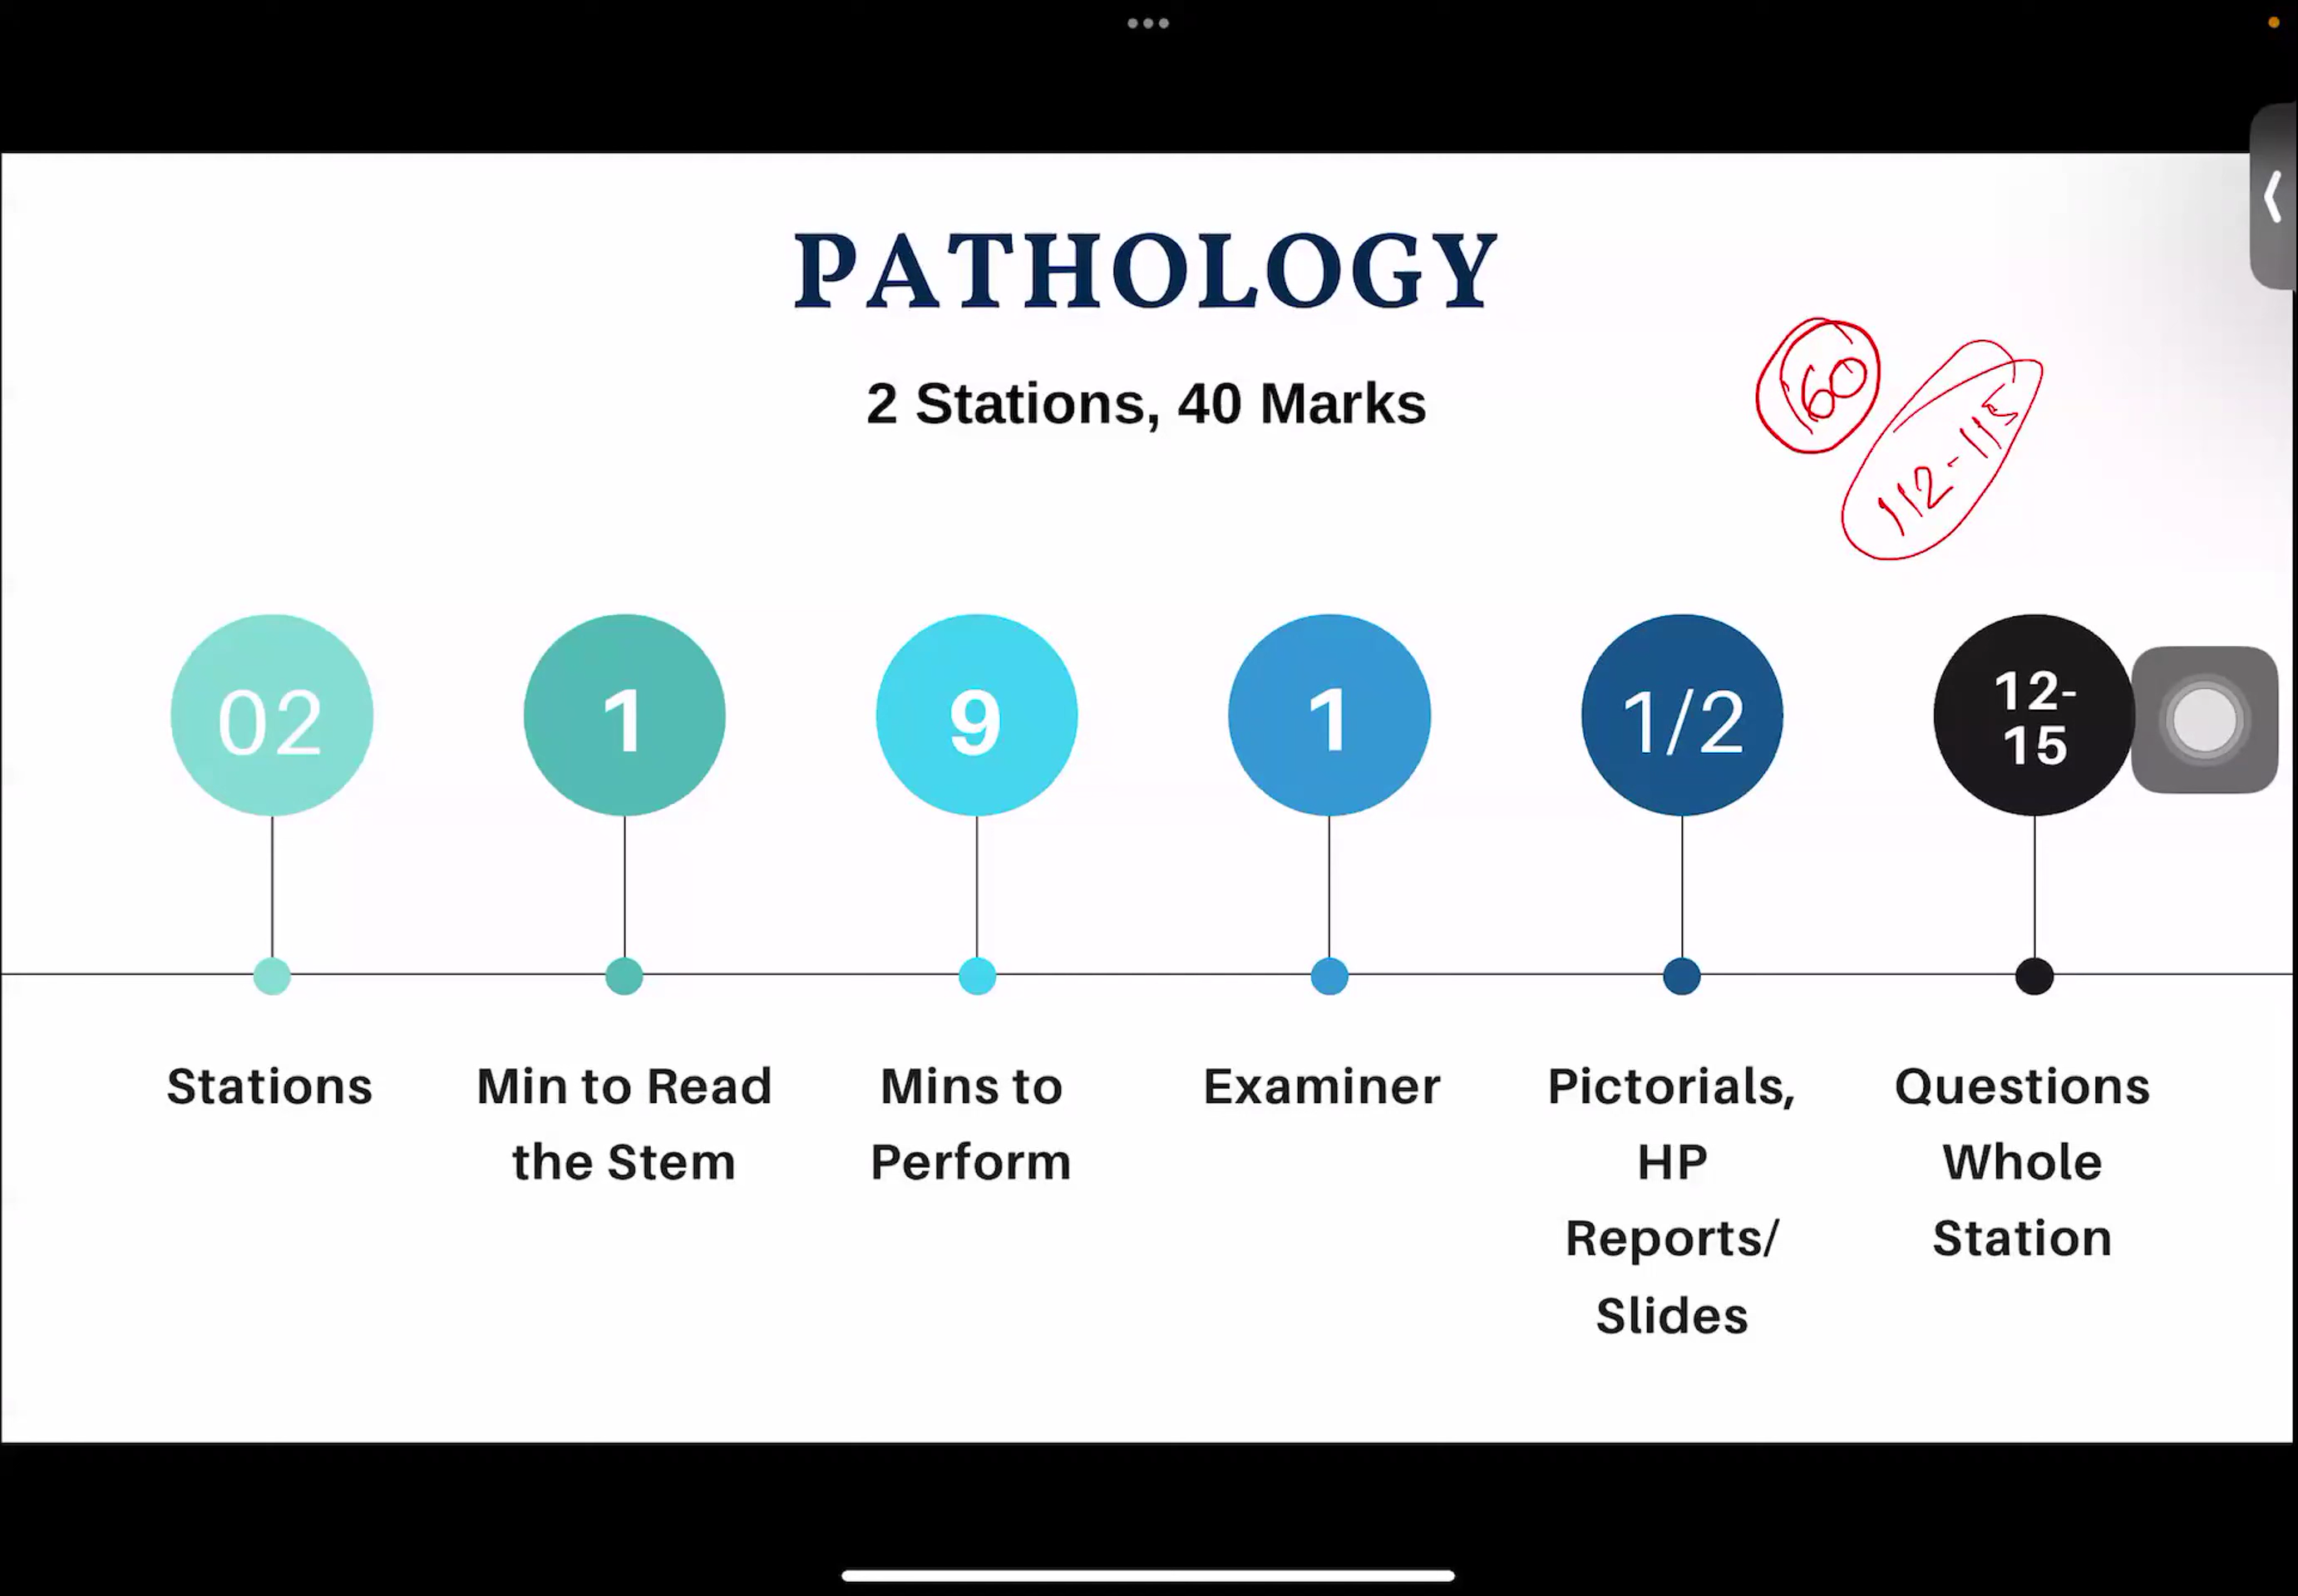 PATHOLOGY
2 Stations, 40 Marks
60
112-115
02
1
9
1
1/2
12-
15
Stations
Min to Read
the Stem
Mins to
Perform
Examiner
Pictorials,
HP
Reports/
Slides
Questions
Whole
Station